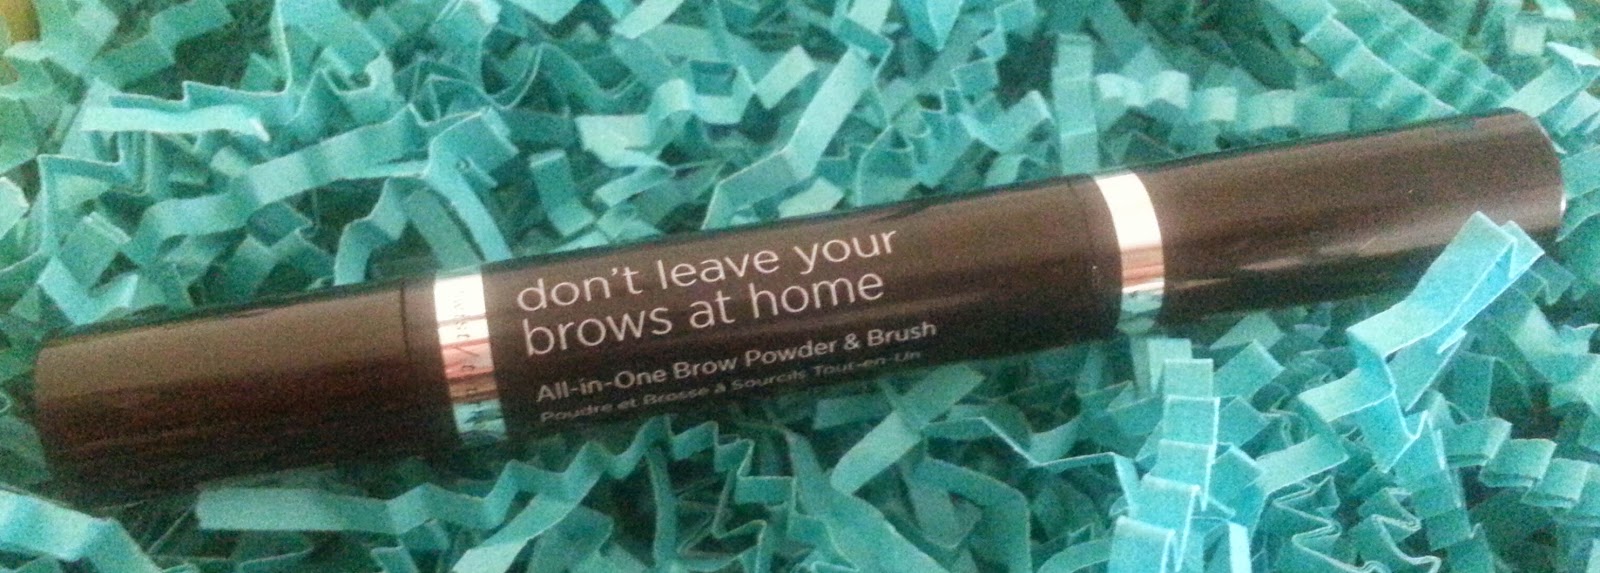 don't leave your
brows at home
All-in-One Brow Powder & Brush
Poudre et Brosse à Sourcils Tout-en-Un